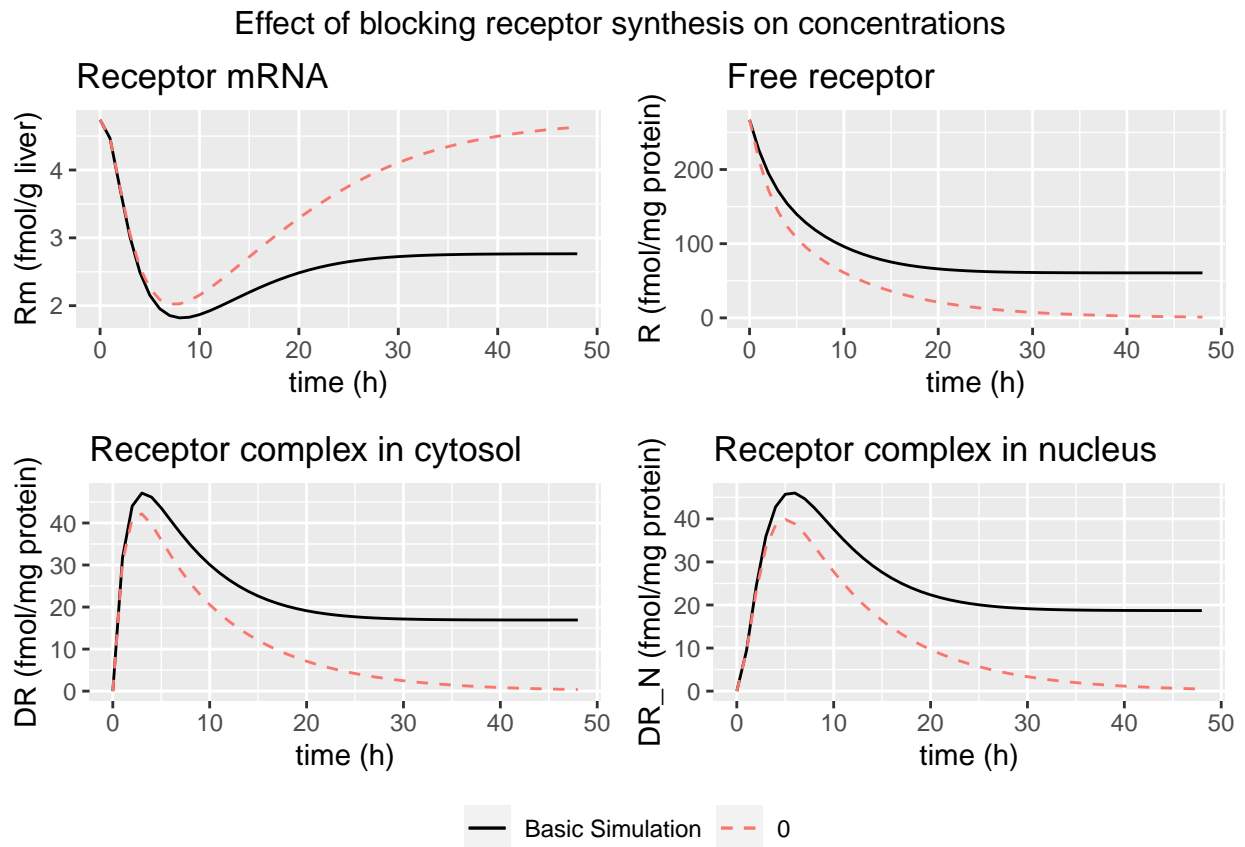 Effect of blocking receptor synthesis on concentrations
Receptor mRNA
Rm (fmol/g liver)
4
3
2
0 10 20 30 40 50
time (h)
Free receptor
R (fmol/mg protein)
200
100
0
0 10 20 30 40 50
time (h)
Receptor complex in cytosol
DR (fmol/mg protein)
40
30
20
10
0
0 10 20 30 40 50
time (h)
Receptor complex in nucleus
DR_N (fmol/mg protein)
40
30
20
10
0
0 10 20 30 40 50
time (h)
Basic Simulation 0